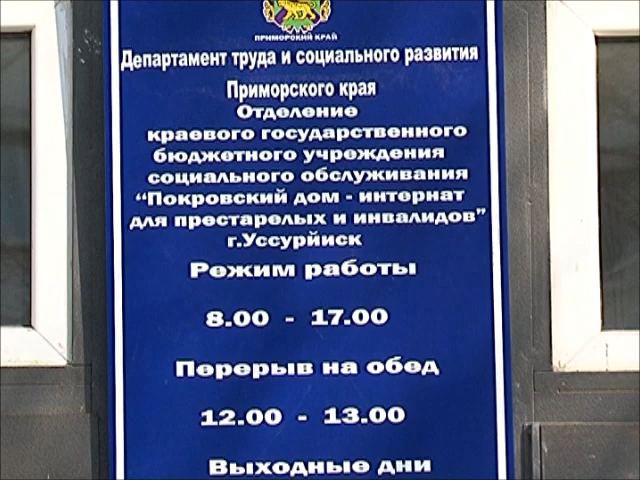 ПРИМОРСКИЙ КРАЙ
Департамент труда и социального развития
Приморского края
Отделение
краевого государственного
бюджетного учреждения
социального обслуживания
“Покровский дом - интернат
для престарелых и инвалидов”
г.Уссурйиск
Режим работы
8.00 - 17.00
Перерыв на обед
12.00 - 13.00
Выходные дни